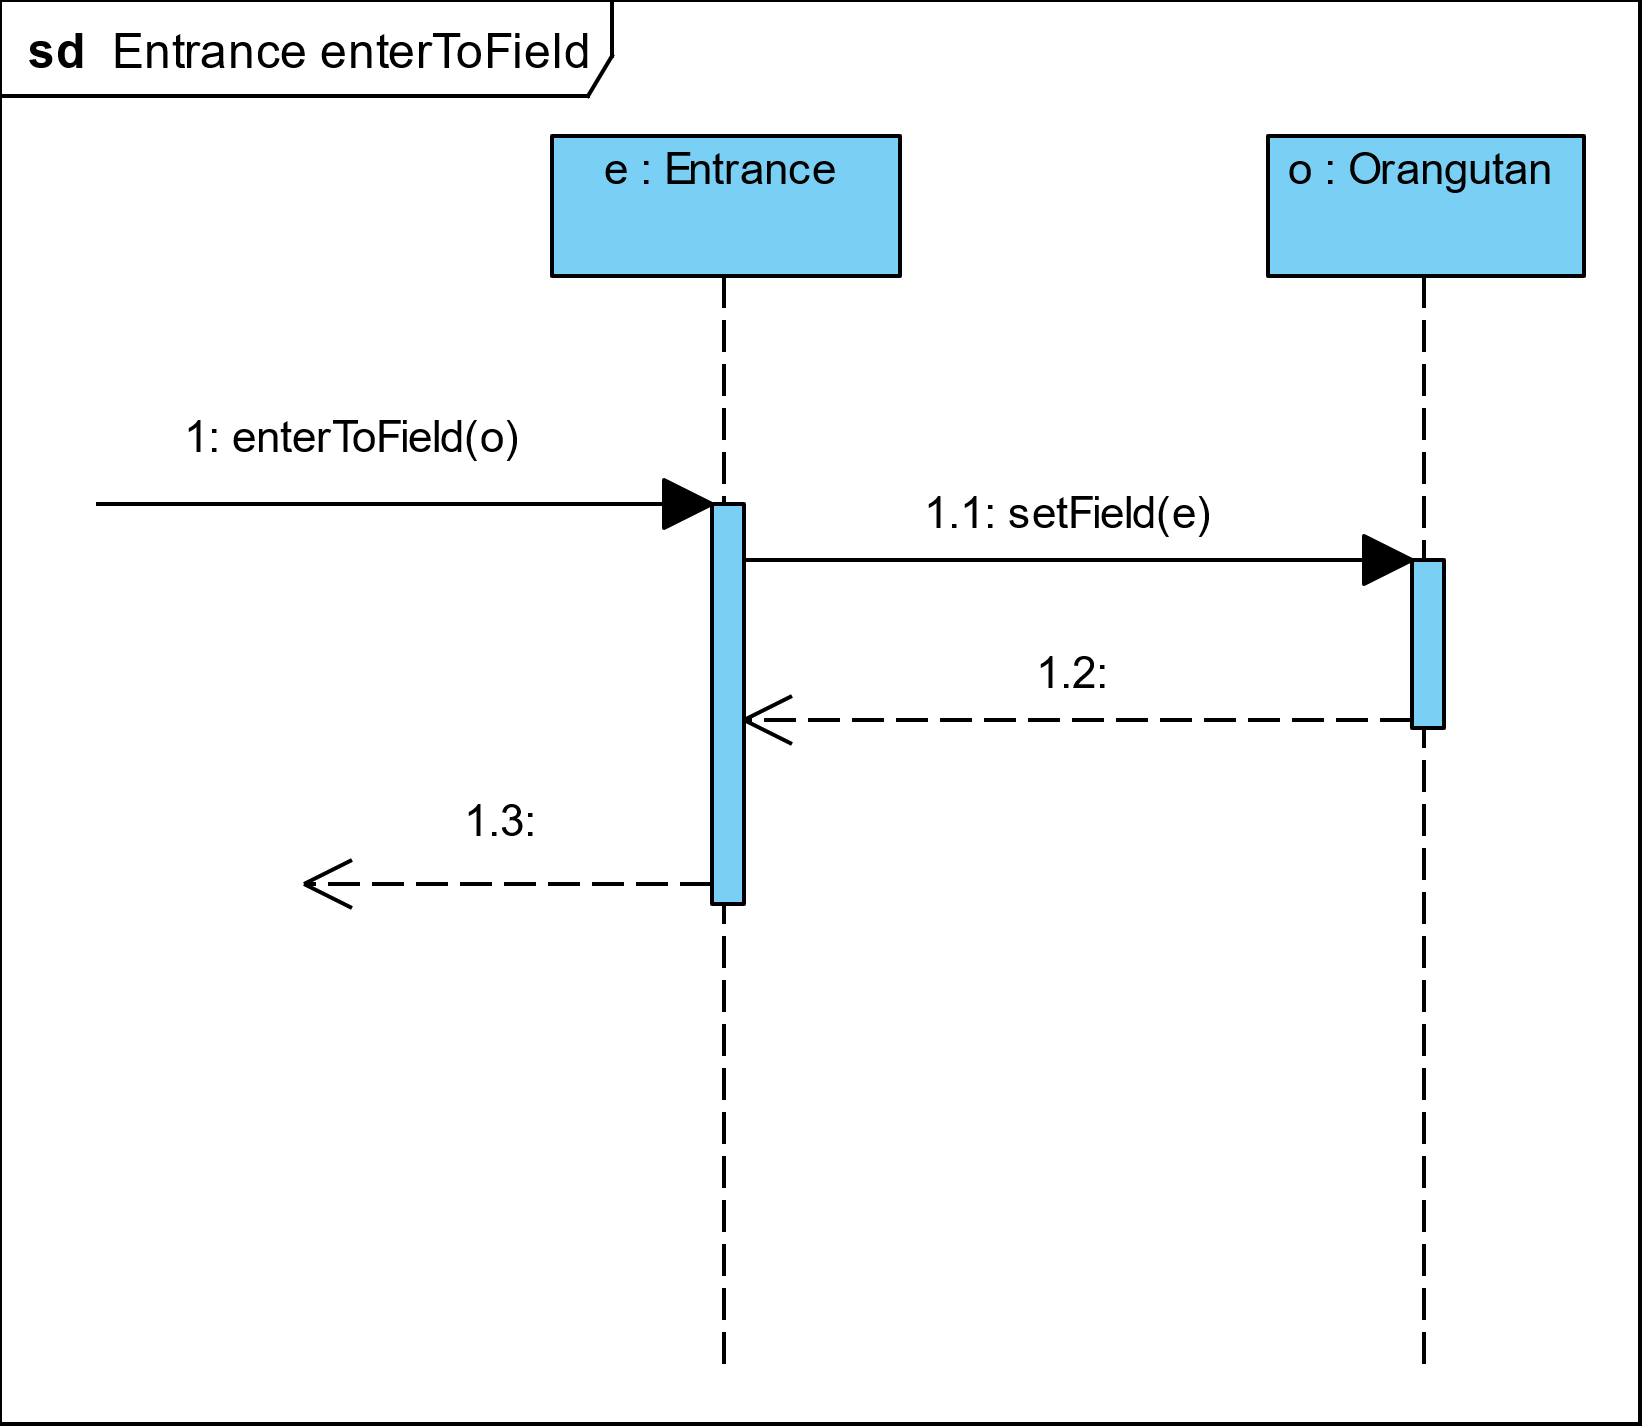 sd Entrance enterToField
e : Entrance
o : Orangutan
1: enterToField(o)
1.1: setField(e)
1.2:
1.3: